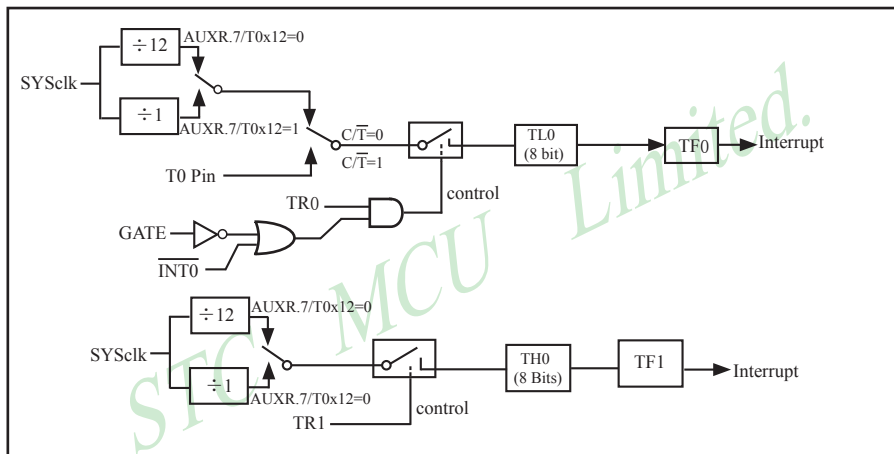 ÷12
AUXR.7/T0x12=0
SYSclk
÷1
AUXR.7/T0x12=1
C/T̅=0
C/T̅=1
T0 Pin
TL0
(8 bit)
TF0
Interrupt
control
TR0
GATE
I̅N̅T̅0̅
÷12
AUXR.7/T0x12=0
SYSclk
÷1
AUXR.7/T0x12=0
TH0
(8 Bits)
TF1
Interrupt
control
TR1
STC MCU Limited.